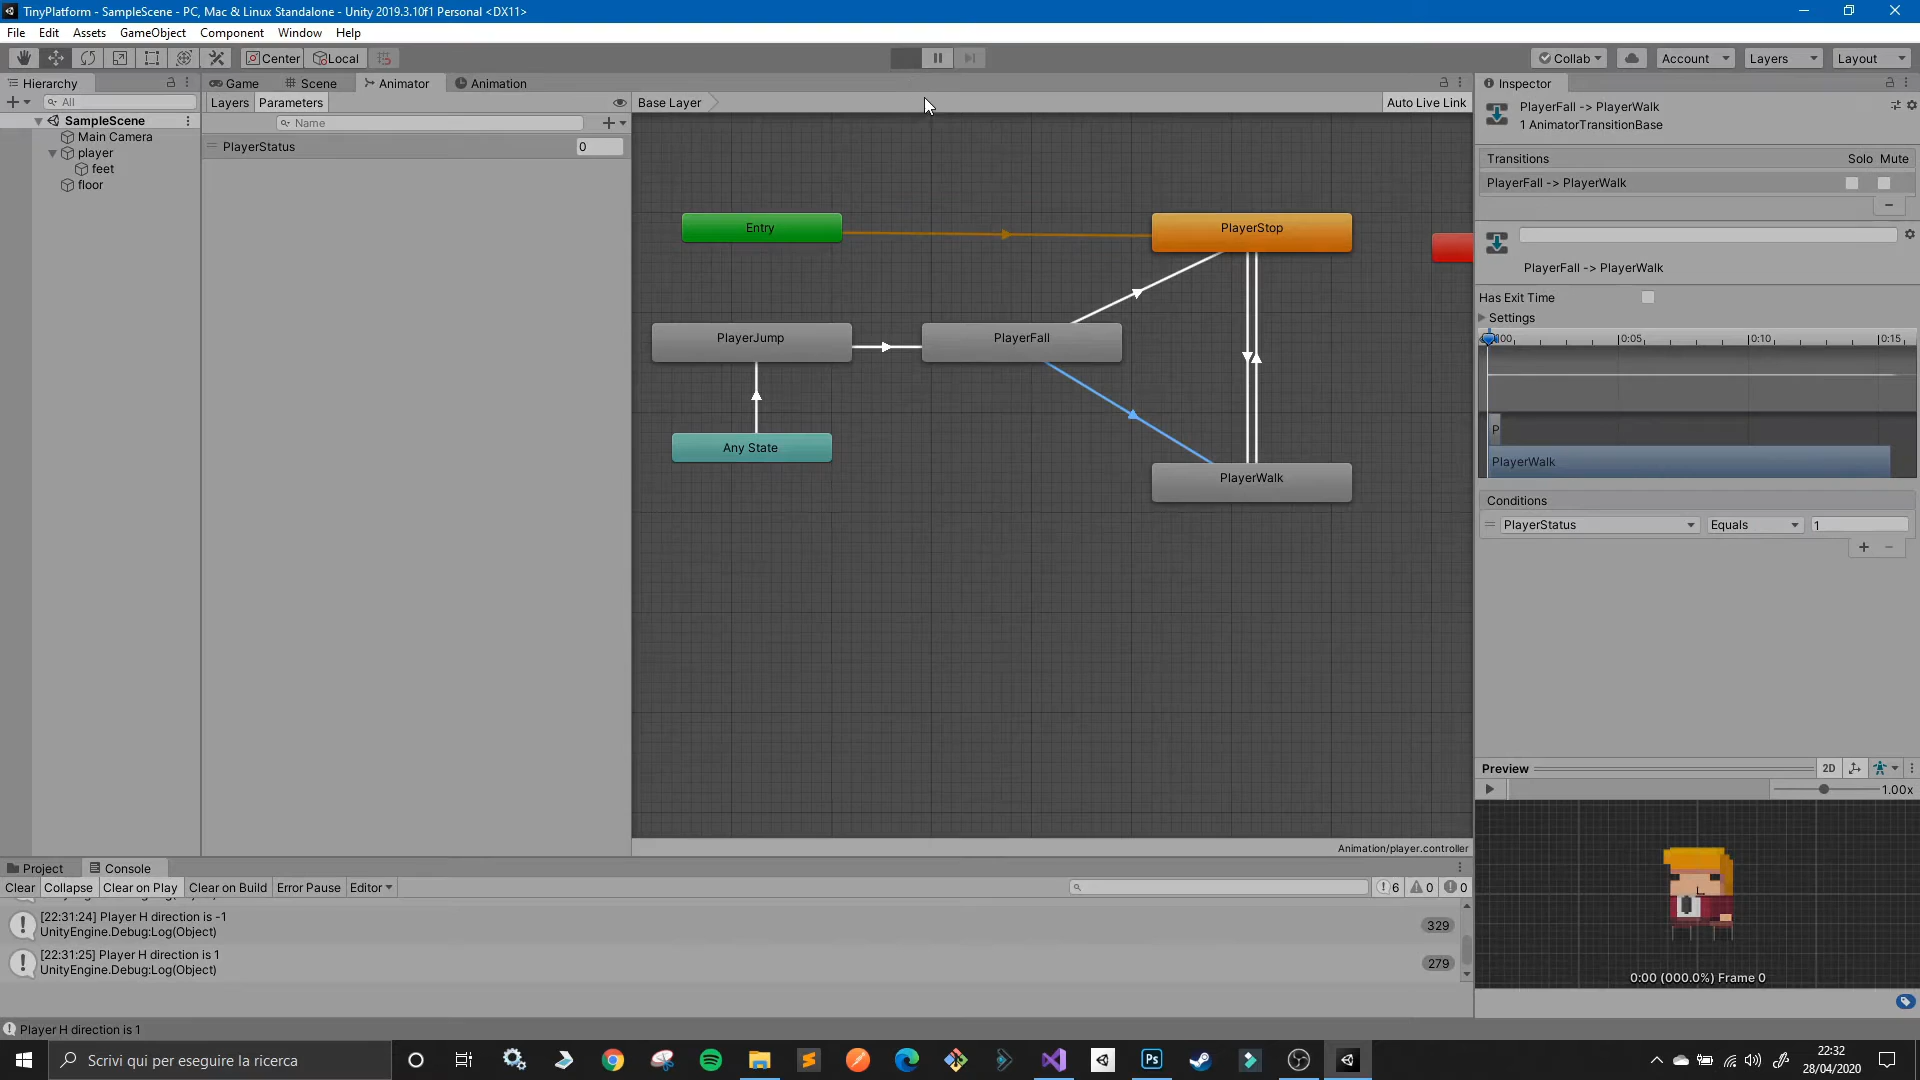 TinyPlatform - SampleScene - PC, Mac & Linux Standalone - Unity 2019.3.10f1 Personal <DX11>
File Edit Assets GameObject Component Window Help
Center Local Collab Account Layers Layout
Hierarchy Game Scene Animator Animation Inspector
All Layers Parameters Base Layer Auto Live Link
Name
SampleScene
Main Camera
player
feet
floor
PlayerStatus 0
Entry
PlayerStop
PlayerJump
PlayerFall
Any State
PlayerWalk
Animation/player.controller
PlayerFall -> PlayerWalk
1 AnimatorTransitionBase
Transitions Solo Mute
PlayerFall -> PlayerWalk
PlayerFall -> PlayerWalk
Has Exit Time
Settings
0:05 0:10 0:15
P
PlayerWalk
Conditions
PlayerStatus Equals 1
Preview 2D
1.00x
0:00 (000.0%) Frame 0
Project Console
Clear Collapse Clear on Play Clear on Build Error Pause Editor 6 0 0
[22:31:24] Player H direction is -1
UnityEngine.Debug:Log(Object)
329
[22:31:25] Player H direction is 1
UnityEngine.Debug:Log(Object)
279
Player H direction is 1
Scrivi qui per eseguire la ricerca
Ps
22:32
28/04/2020